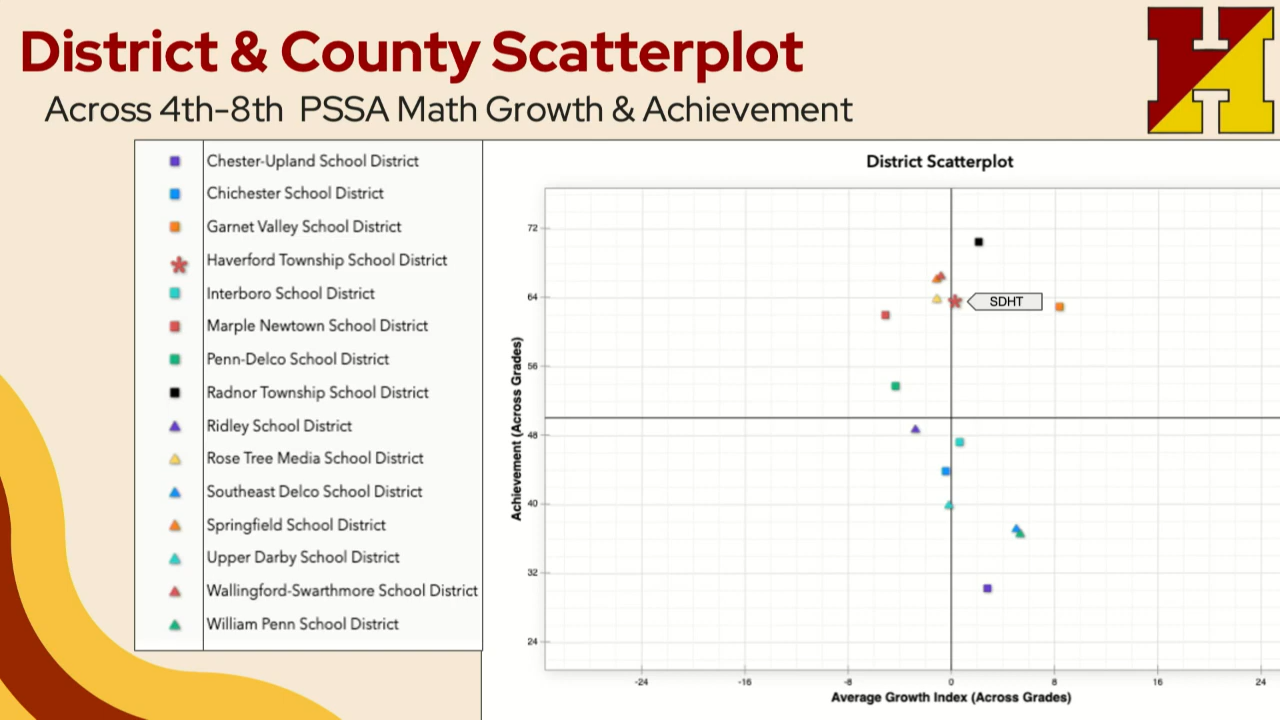 District & County Scatterplot
Across 4th-8th PSSA Math Growth & Achievement
H
Chester-Upland School District
Chichester School District
Garnet Valley School District
Haverford Township School District
Interboro School District
Marple Newtown School District
Penn-Delco School District
Radnor Township School District
Ridley School District
Rose Tree Media School District
Southeast Delco School District
Springfield School District
Upper Darby School District
Wallingford-Swarthmore School District
William Penn School District
District Scatterplot
Achievement (Across Grades)
72
64
56
48
40
32
24
SDHT
-24
-16
-8
0
8
16
24
Average Growth Index (Across Grades)